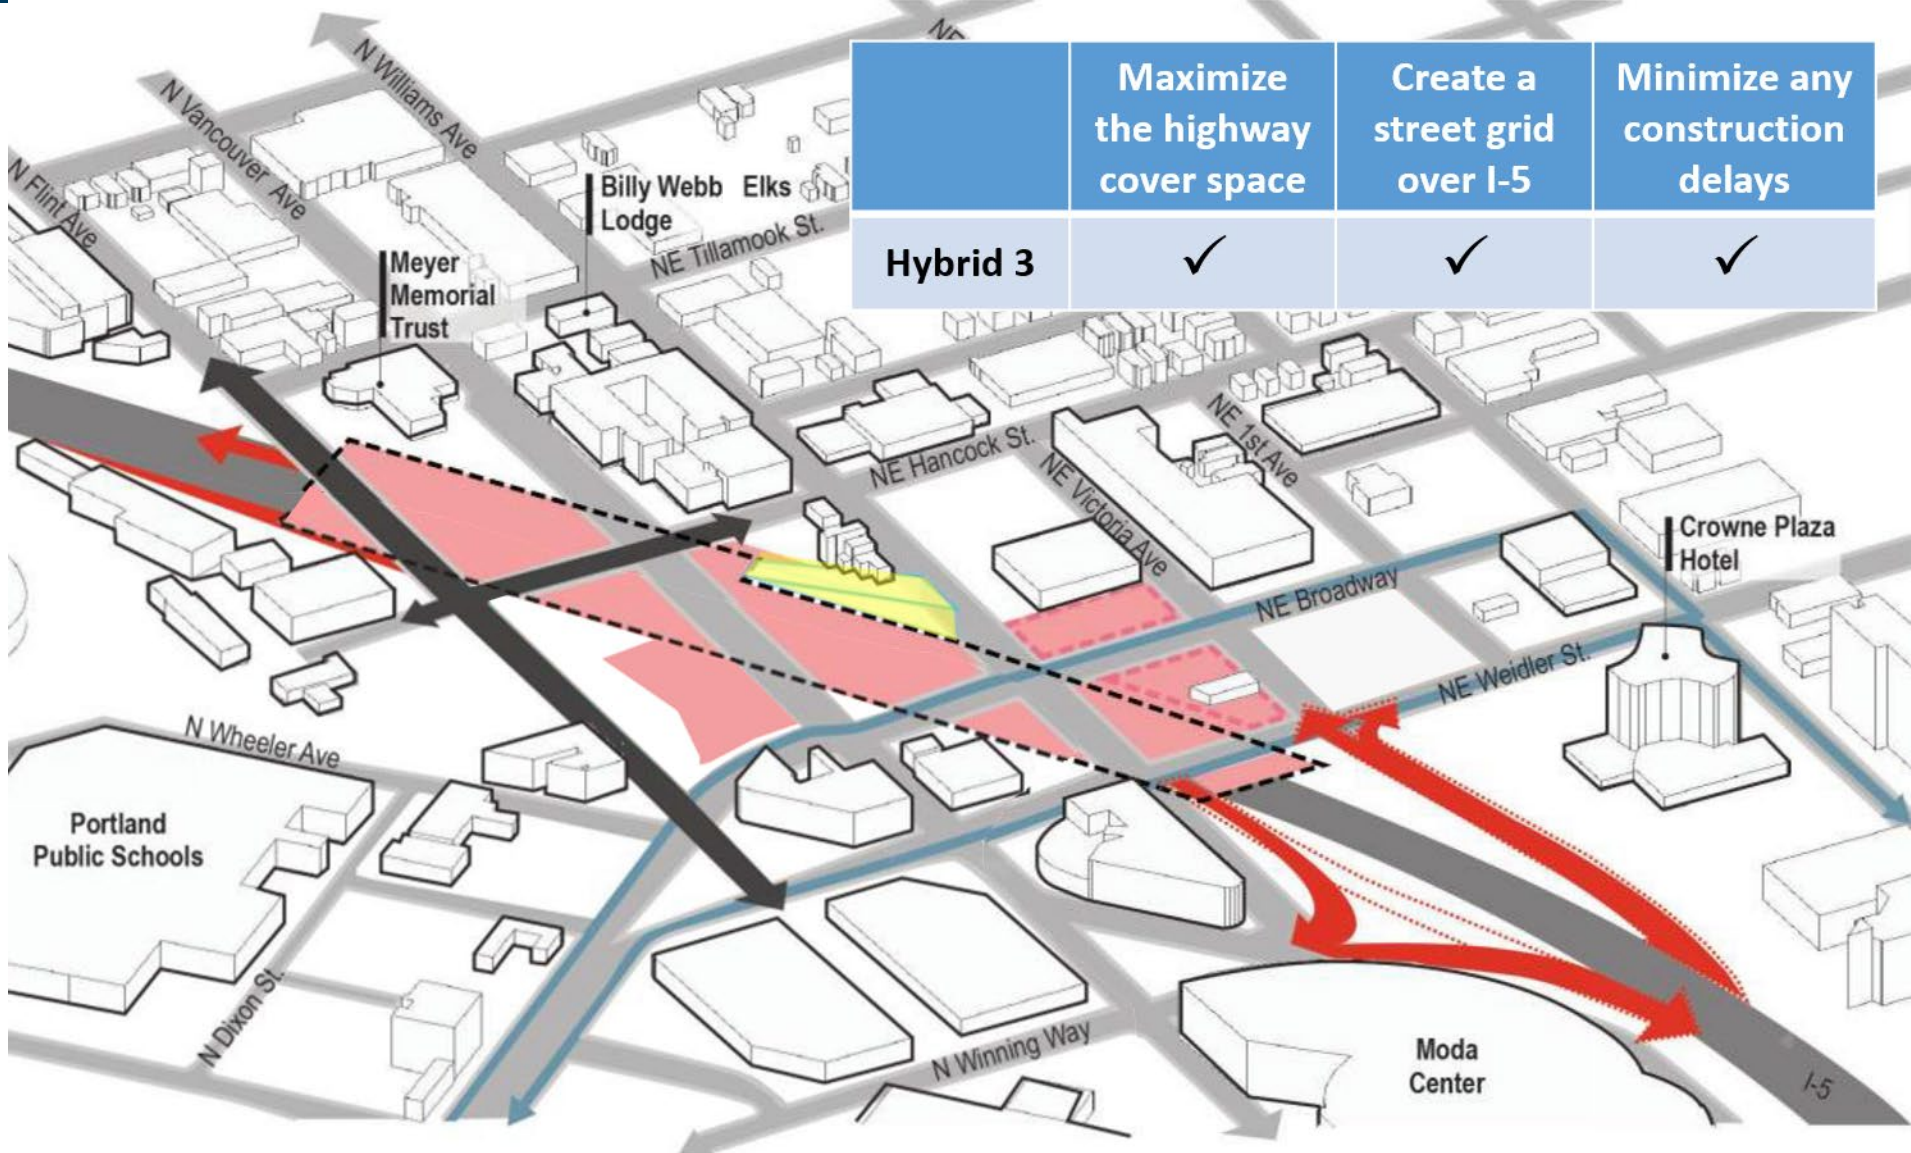 N Williams Ave
NE
N Vancouver Ave
N Flint Ave
Maximize
the highway
cover space
Create a
street grid
over I-5
Minimize any
construction
delays
Hybrid 3
✓
✓
✓
Billy Webb Elks
Lodge
NE Tillamook St.
Meyer
Memorial
Trust
NE Hancock St.
NE 1st Ave
NE Victoria Ave
Crowne Plaza
Hotel
NE Broadway
NE Weidler St.
N Wheeler Ave
Portland
Public Schools
N Dixon St.
N Winning Way
Moda
Center
I-5